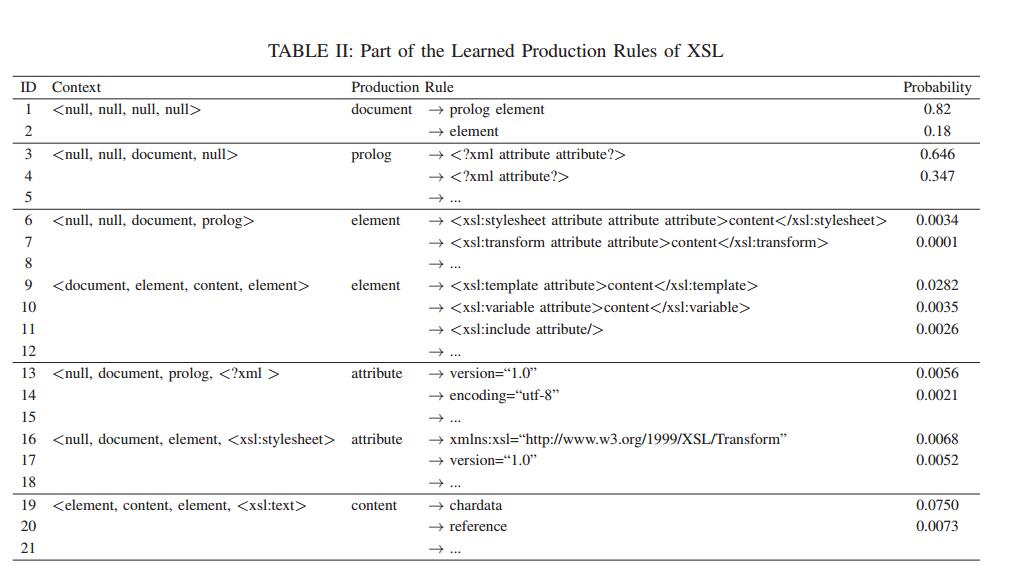 TABLE II: Part of the Learned Production Rules of XSL
ID Context Production Rule Probability
1 <null, null, null, null> document → prolog element 0.82
2 → element 0.18
3 <null, null, document, null> prolog → <?xml attribute attribute?> 0.646
4 → <?xml attribute?> 0.347
5 → ...
6 <null, null, document, prolog> element → <xsl:stylesheet attribute attribute attribute>content</xsl:stylesheet> 0.0034
7 → <xsl:transform attribute attribute>content</xsl:transform> 0.0001
8 → ...
9 <document, element, content, element> element → <xsl:template attribute>content</xsl:template> 0.0282
10 → <xsl:variable attribute>content</xsl:variable> 0.0035
11 → <xsl:include attribute/> 0.0026
12 → ...
13 <null, document, prolog, <?xml > attribute → version=“1.0” 0.0056
14 → encoding=“utf-8” 0.0021
15 → ...
16 <null, document, element, <xsl:stylesheet> attribute → xmlns:xsl=“http://www.w3.org/1999/XSL/Transform” 0.0068
17 → version=“1.0” 0.0052
18 → ...
19 <element, content, element, <xsl:text> content → chardata 0.0750
20 → reference 0.0073
21 → ...